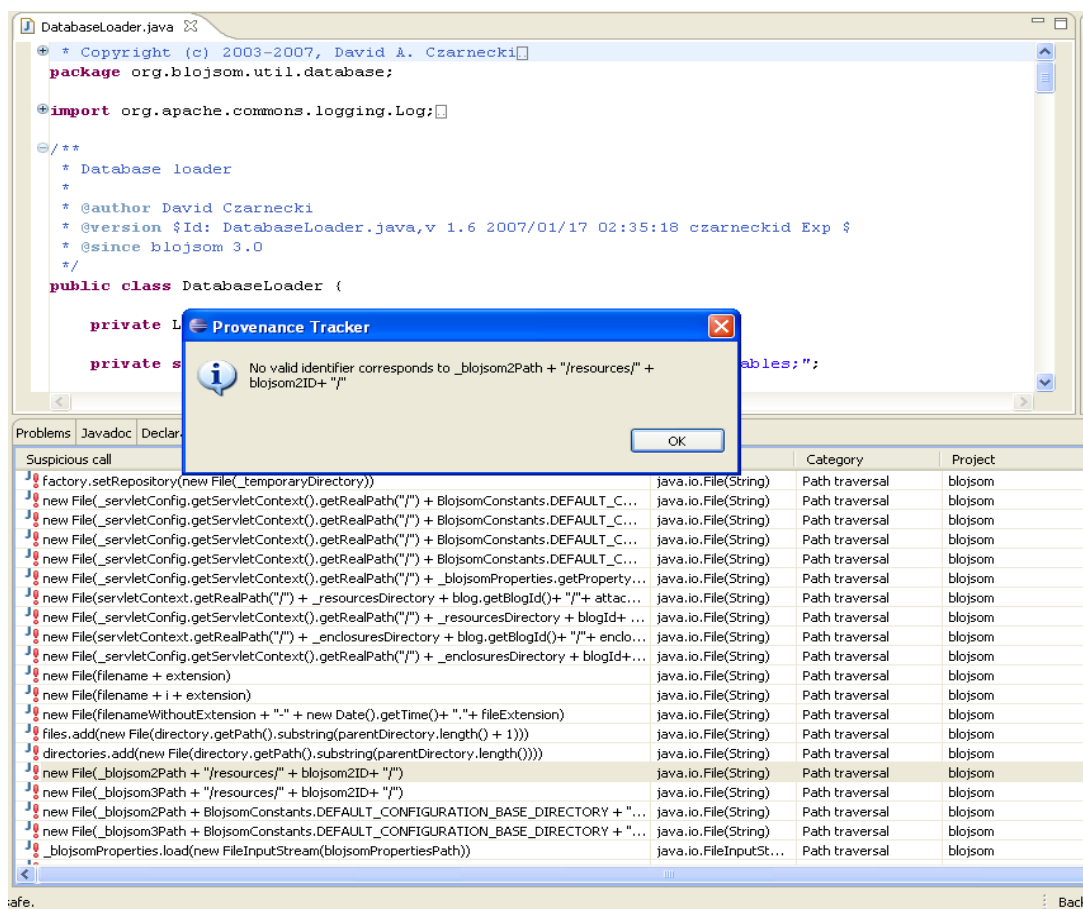 DatabaseLoader.java
* Copyright (c) 2003-2007, David A. Czarnecki
package org.blojsom.util.database;
import org.apache.commons.logging.Log;
/**
* Database loader
*
* @author David Czarnecki
* @version $Id: DatabaseLoader.java,v 1.6 2007/01/17 02:35:18 czarneckid Exp $
* @since blojsom 3.0
*/
public class DatabaseLoader {
private L
private s ables;";
Provenance Tracker
No valid identifier corresponds to _blojsom2Path + "/resources/" +
blojsom2ID+ "/"
OK
Problems Javadoc Declar
Suspicious call Category Project
factory.setRepository(new File(_temporaryDirectory)) java.io.File(String) Path traversal blojsom
new File(_servletConfig.getServletContext().getRealPath("/") + BlojsomConstants.DEFAULT_C... java.io.File(String) Path traversal blojsom
new File(_servletConfig.getServletContext().getRealPath("/") + BlojsomConstants.DEFAULT_C... java.io.File(String) Path traversal blojsom
new File(_servletConfig.getServletContext().getRealPath("/") + BlojsomConstants.DEFAULT_C... java.io.File(String) Path traversal blojsom
new File(_servletConfig.getServletContext().getRealPath("/") + BlojsomConstants.DEFAULT_C... java.io.File(String) Path traversal blojsom
new File(_servletConfig.getServletContext().getRealPath("/") + _blojsomProperties.getProperty... java.io.File(String) Path traversal blojsom
new File(servletContext.getRealPath("/") + _resourcesDirectory + blog.getBlogId()+ "/"+ attac... java.io.File(String) Path traversal blojsom
new File(_servletConfig.getServletContext().getRealPath("/") + _resourcesDirectory + blogId+ ... java.io.File(String) Path traversal blojsom
new File(servletContext.getRealPath("/") + _enclosuresDirectory + blog.getBlogId()+ "/"+ enclo... java.io.File(String) Path traversal blojsom
new File(_servletConfig.getServletContext().getRealPath("/") + _enclosuresDirectory + blogId+... java.io.File(String) Path traversal blojsom
new File(filename + extension) java.io.File(String) Path traversal blojsom
new File(filename + i + extension) java.io.File(String) Path traversal blojsom
new File(filenameWithoutExtension + "-" + new Date().getTime()+ "."+ fileExtension) java.io.File(String) Path traversal blojsom
files.add(new File(directory.getPath().substring(parentDirectory.length() + 1))) java.io.File(String) Path traversal blojsom
directories.add(new File(directory.getPath().substring(parentDirectory.length()))) java.io.File(String) Path traversal blojsom
new File(_blojsom2Path + "/resources/" + blojsom2ID+ "/") java.io.File(String) Path traversal blojsom
new File(_blojsom3Path + "/resources/" + blojsom2ID+ "/") java.io.File(String) Path traversal blojsom
new File(_blojsom2Path + BlojsomConstants.DEFAULT_CONFIGURATION_BASE_DIRECTORY + "... java.io.File(String) Path traversal blojsom
new File(_blojsom3Path + BlojsomConstants.DEFAULT_CONFIGURATION_BASE_DIRECTORY + "... java.io.File(String) Path traversal blojsom
_blojsomProperties.load(new FileInputStream(blojsomPropertiesPath)) java.io.FileInputSt... Path traversal blojsom
safe. Back